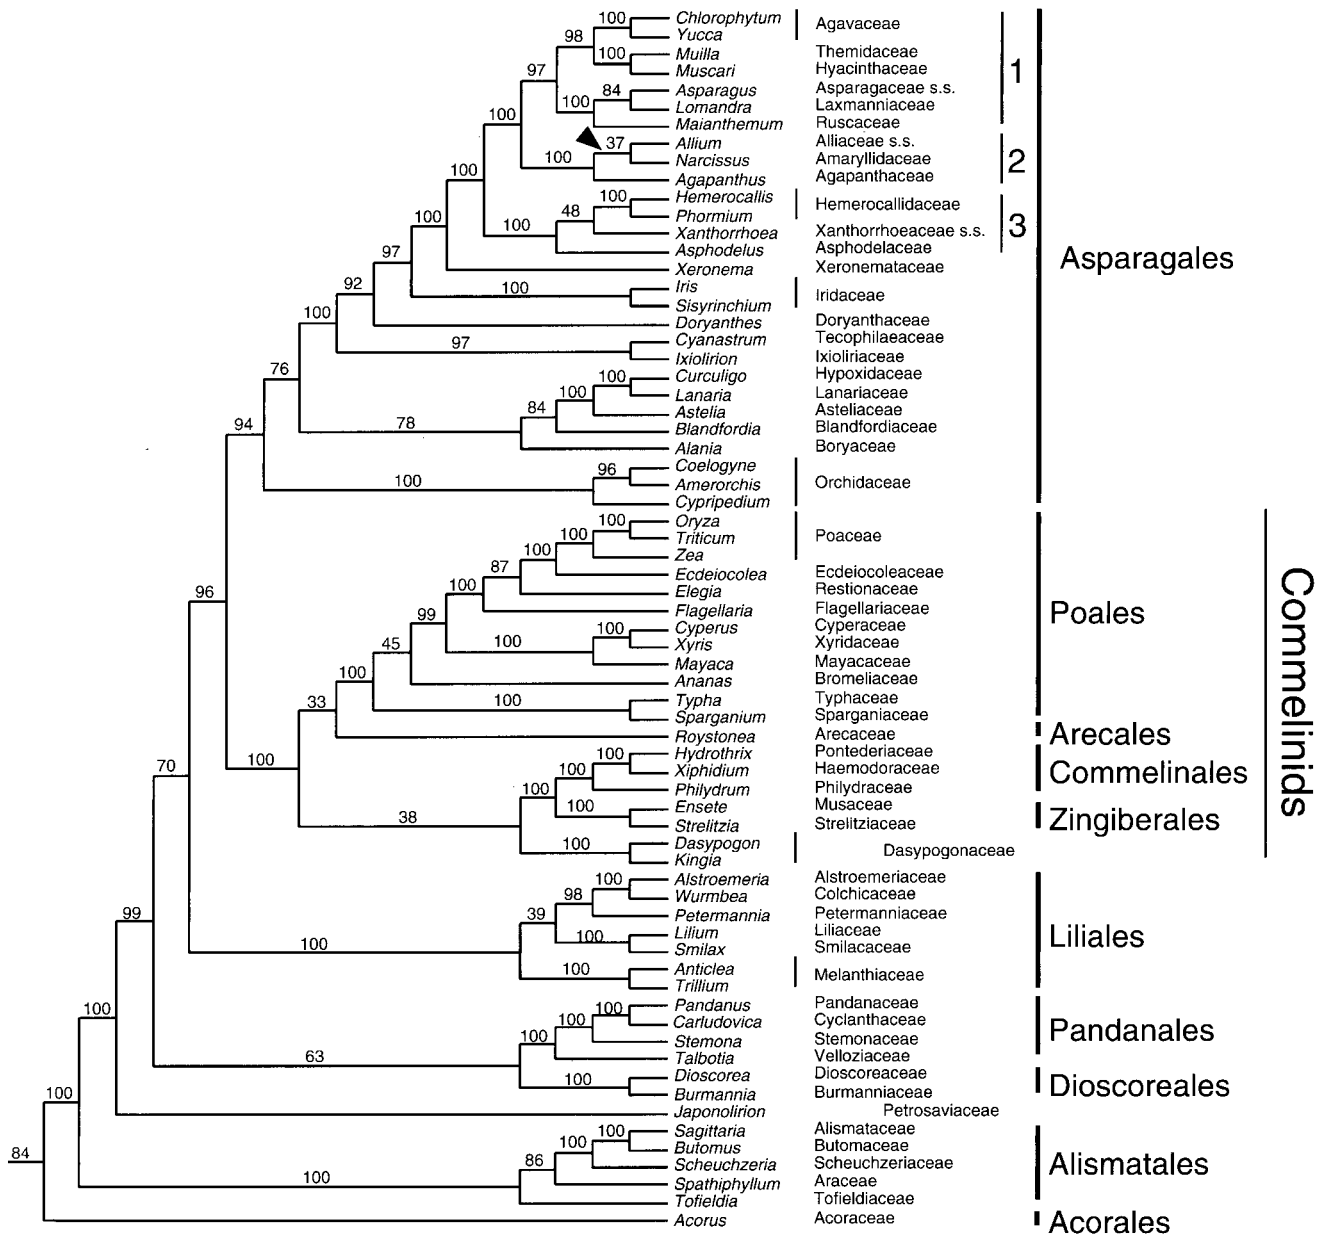 100 Chlorophytum Agavaceae
98 Yucca
100 Muilla Themidaceae
97 Muscari Hyacinthaceae 1
84 Asparagus Asparagaceae s.s.
100 Lomandra Laxmanniaceae
100 Maianthemum Ruscaceae
37 Allium Alliaceae s.s.
100 Narcissus Amaryllidaceae 2
100 Agapanthus Agapanthaceae
100 Hemerocallis Hemerocallidaceae
48 Phormium
100 100 Xanthorrhoea Xanthorrhoeaceae s.s. 3
Asphodelus Asphodelaceae
97 Xeronema Xeronemataceae
Asparagales
92 100 Iris Iridaceae
Sisyrinchium
100 Doryanthes Doryanthaceae
97 Cyanastrum Tecophilaeaceae
Ixiolirion Ixioliriaceae
76 100 Curculigo Hypoxidaceae
100 Lanaria Lanariaceae
84 Astelia Asteliaceae
94 78 Blandfordia Blandfordiaceae
Alania Boryaceae
96 Coelogyne Orchidaceae
100 Amerorchis
Cypripedium
100 Oryza Poaceae
100 Triticum
100 Zea
87 Ecdeiocolea Ecdeiocoleaceae
96 100 Elegia Restionaceae
99 Flagellaria Flagellariaceae
Poales
100 Cyperus Cyperaceae
45 100 Xyris Xyridaceae
100 Mayaca Mayacaceae
Ananas Bromeliaceae
33 100 Typha Typhaceae
Sparganium Sparganiaceae
Roystonea Arecaceae
Arecales
100 100 Hydrothrix Pontederiaceae
70 100 Xiphidium Haemodoraceae
Commelinales
100 Philydrum Philydraceae
38 100 Ensete Musaceae
Strelitzia Strelitziaceae
Zingiberales
100 Dasypogon Dasypogonaceae
Kingia
Commelinids
100 Alstroemeria Alstroemeriaceae
98 Wurmbea Colchicaceae
99 39 Petermannia Petermanniaceae
100 100 Lilium Liliaceae
Smilax Smilacaceae
Liliales
100 Anticlea Melanthiaceae
Trillium
100 100 Pandanus Pandanaceae
100 Carludovica Cyclanthaceae
100 Stemona Stemonaceae
Pandanales
63 Talbotia Velloziaceae
100 Dioscorea Dioscoreaceae
100 Burmannia Burmanniaceae
Dioscoreales
Japonolirion Petrosaviaceae
100 Sagittaria Alismataceae
100 Butomus Butomaceae
84 86 Scheuchzeria Scheuchzeriaceae
Alismatales
100 Spathiphyllum Araceae
Tofieldia Tofieldiaceae
Acorus Acoraceae
Acorales